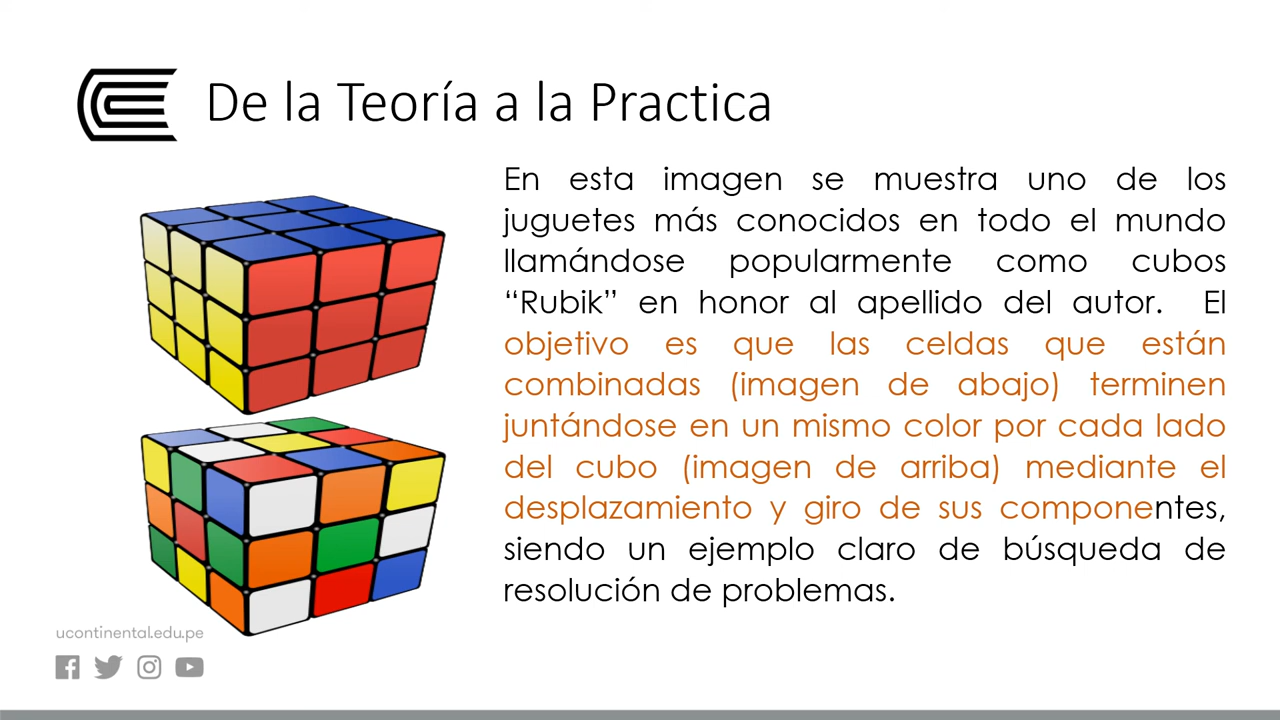 De la Teoría a la Practica
En esta imagen se muestra uno de los
juguetes más conocidos en todo el mundo
llamándose popularmente como cubos
“Rubik” en honor al apellido del autor. El
objetivo es que las celdas que están
combinadas (imagen de abajo) terminen
juntándose en un mismo color por cada lado
del cubo (imagen de arriba) mediante el
desplazamiento y giro de sus componentes,
siendo un ejemplo claro de búsqueda de
resolución de problemas.
ucontinental.edu.pe